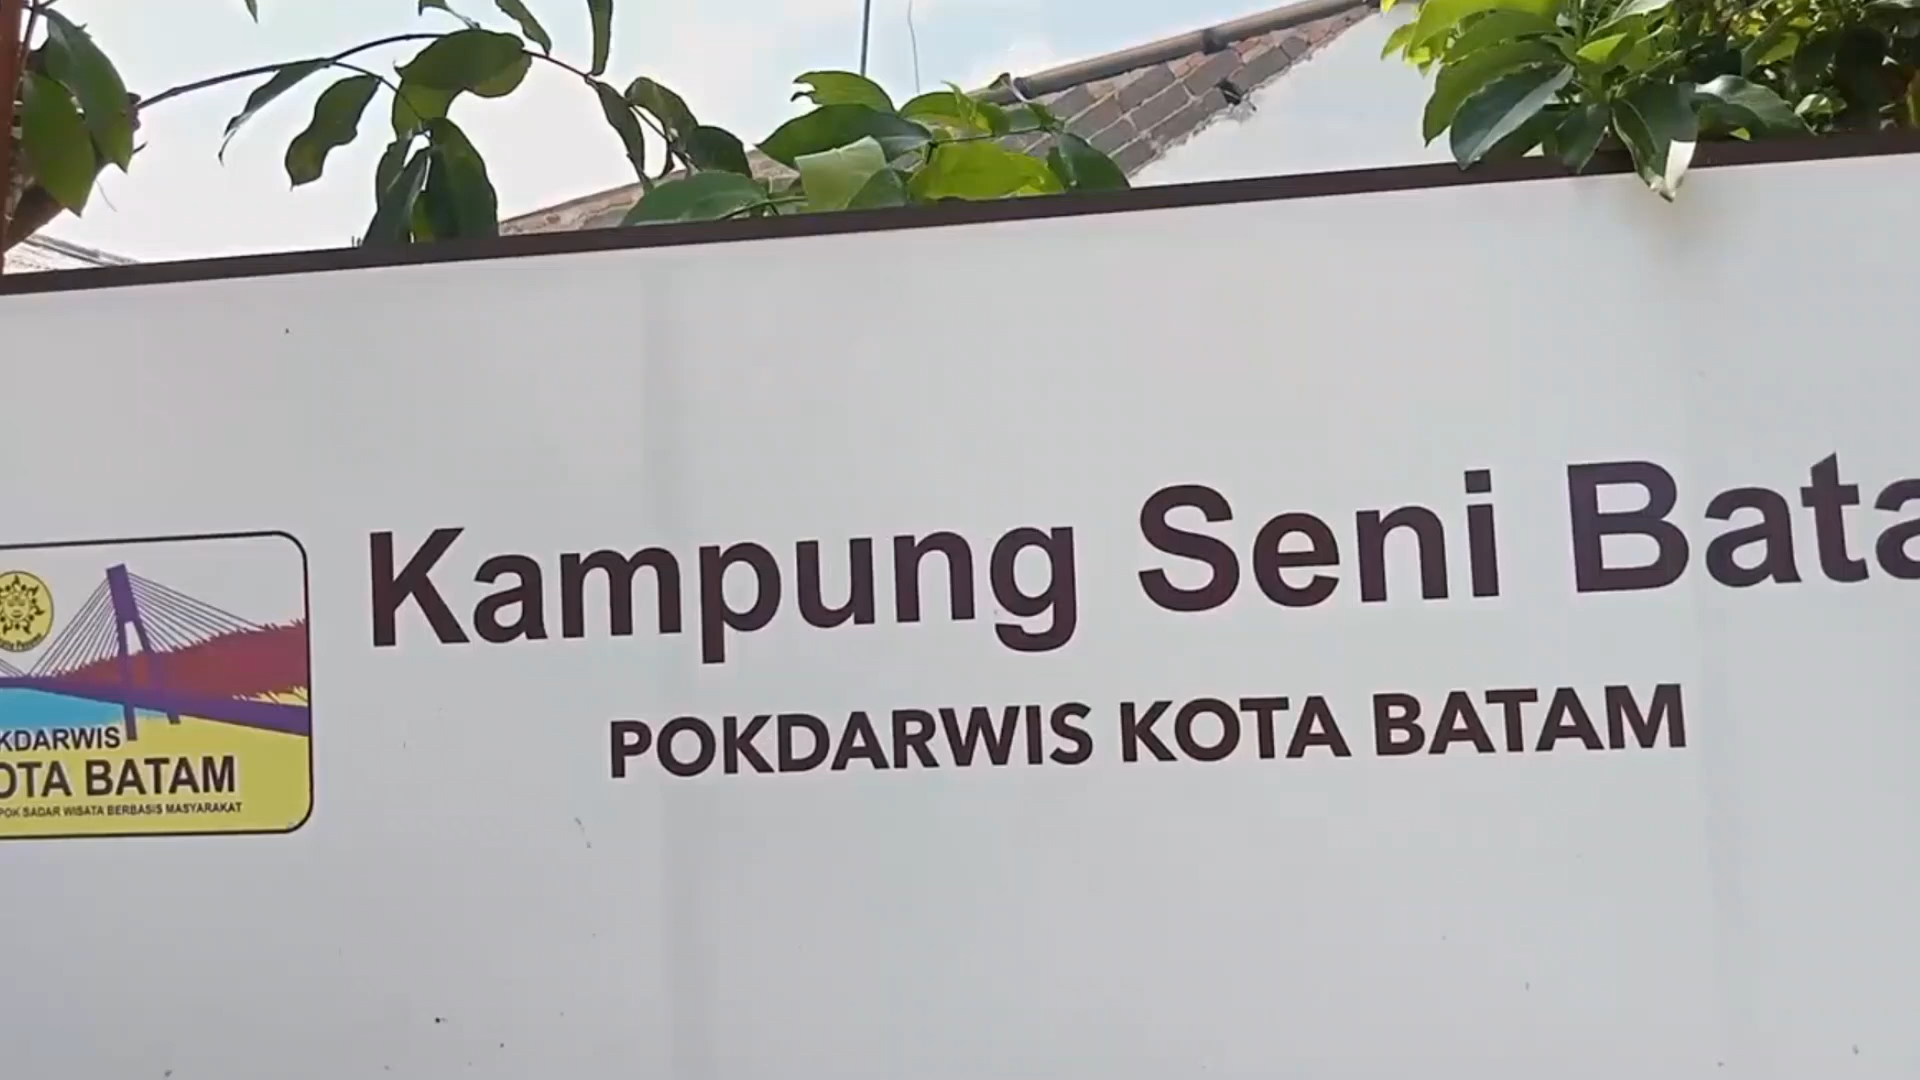 Kampung Seni Bata
POKDARWIS KOTA BATAM
KDARWIS
OTA BATAM
POK SADAR WISATA BERBASIS MASYARAKAT